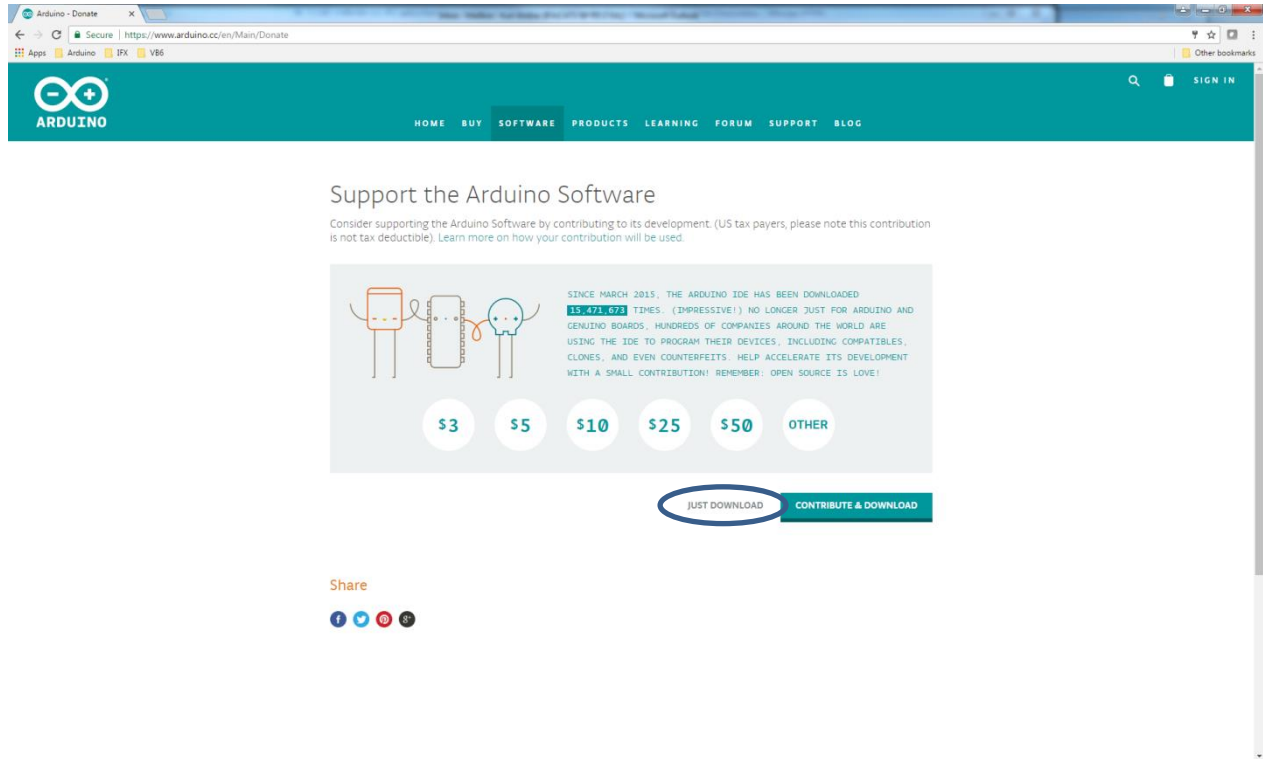 Arduino - Donate
Secure | https://www.arduino.cc/en/Main/Donate
Apps Arduino IFX VB6 Other bookmarks
SIGN IN
ARDUINO
HOME BUY SOFTWARE PRODUCTS LEARNING FORUM SUPPORT BLOG
Support the Arduino Software
Consider supporting the Arduino Software by contributing to its development. (US tax payers, please note this contribution
is not tax deductible). Learn more on how your contribution will be used.
SINCE MARCH 2015, THE ARDUINO IDE HAS BEEN DOWNLOADED
15,471,673 TIMES. (IMPRESSIVE!) NO LONGER JUST FOR ARDUINO AND
GENUINO BOARDS, HUNDREDS OF COMPANIES AROUND THE WORLD ARE
USING THE IDE TO PROGRAM THEIR DEVICES, INCLUDING COMPATIBLES,
CLONES, AND EVEN COUNTERFEITS. HELP ACCELERATE ITS DEVELOPMENT
WITH A SMALL CONTRIBUTION! REMEMBER: OPEN SOURCE IS LOVE!
$3 $5 $10 $25 $50 OTHER
JUST DOWNLOAD CONTRIBUTE & DOWNLOAD
Share